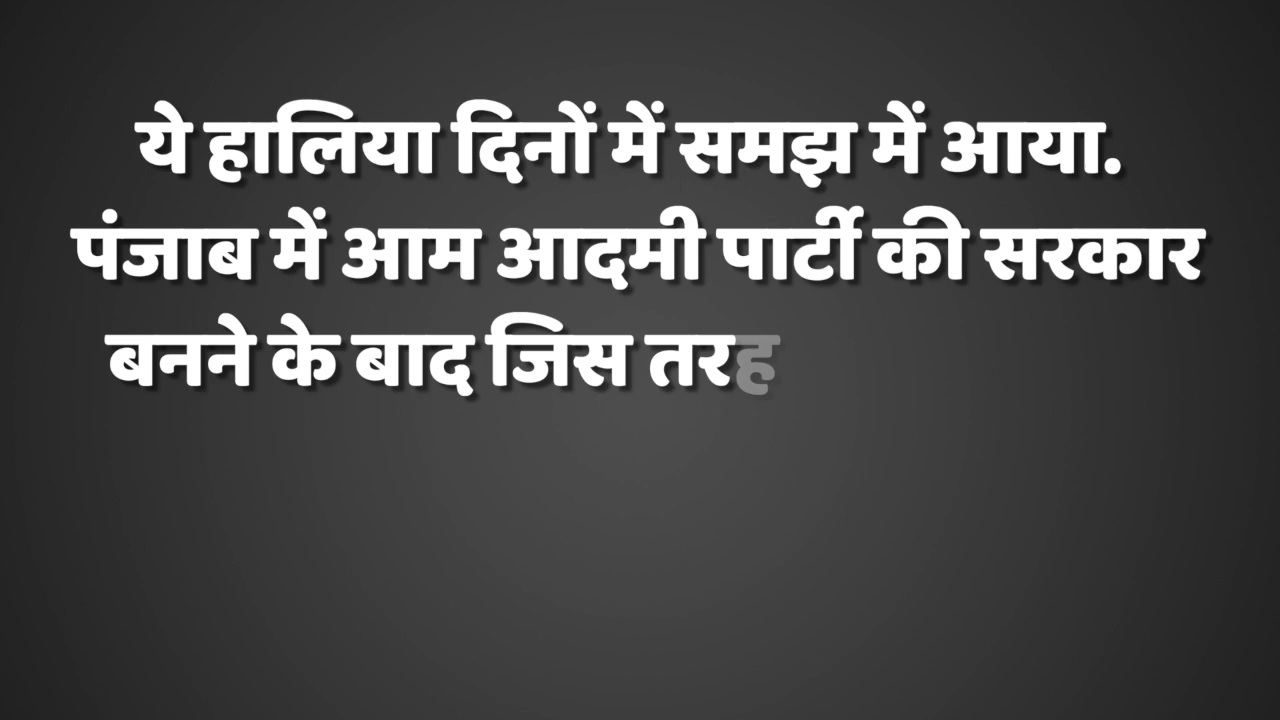 ये हालिया दिनों में समझ में आया.
पंजाब में आम आदमी पार्टी की सरकार
बनने के बाद जिस तरह